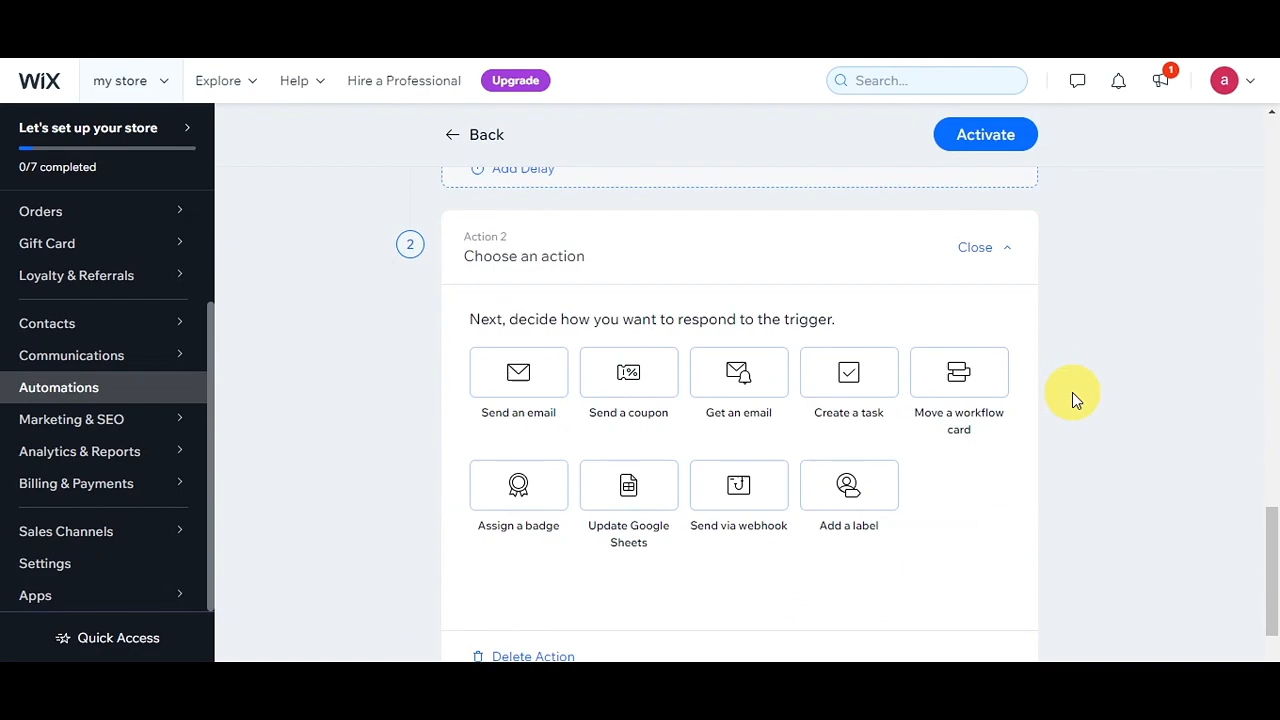 WiX
my store
Explore
Help
Hire a Professional
Upgrade
Search...
1
a
Let's set up your store
0/7 completed
Orders
Gift Card
Loyalty & Referrals
Contacts
Communications
Automations
Marketing & SEO
Analytics & Reports
Billing & Payments
Sales Channels
Settings
Apps
Quick Access
Back
Activate
Add Delay
2
Action 2
Choose an action
Close
Next, decide how you want to respond to the trigger.
Send an email
Send a coupon
Get an email
Create a task
Move a workflow
card
Assign a badge
Update Google
Sheets
Send via webhook
Add a label
Delete Action